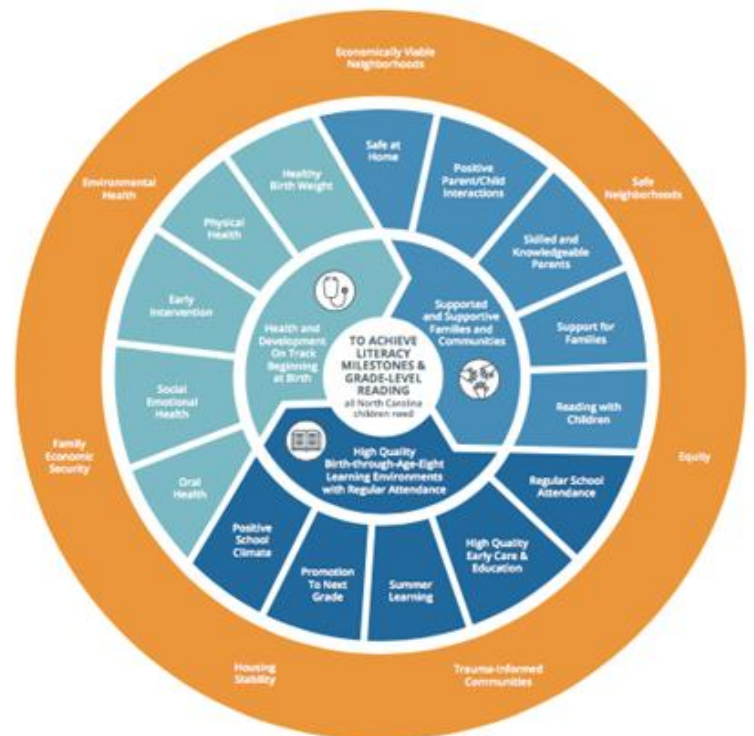 Economically Viable
Neighborhoods
Environmental
Health
Safe
Neighborhoods
Healthy
Birth Weight
Safe at
Home
Positive
Parent/Child
Interactions
Physical
Health
Skilled and
Knowledgeable
Parents
Early
Intervention
Support for
Families
Health and
Development
On Track
Beginning
at Birth
Supported
and Supportive
Families and
Communities
TO ACHIEVE
LITERACY
MILESTONES &
GRADE-LEVEL
READING
all North Carolina
children need
Social
Emotional
Health
Reading with
Children
Family
Economic
Security
Equity
Oral
Health
High Quality
Birth-through-Age-Eight
Learning Environments
with Regular Attendance
Regular School
Attendance
Positive
School
Climate
High Quality
Early Care &
Education
Promotion
To Next
Grade
Summer
Learning
Housing
Stability
Trauma-Informed
Communities